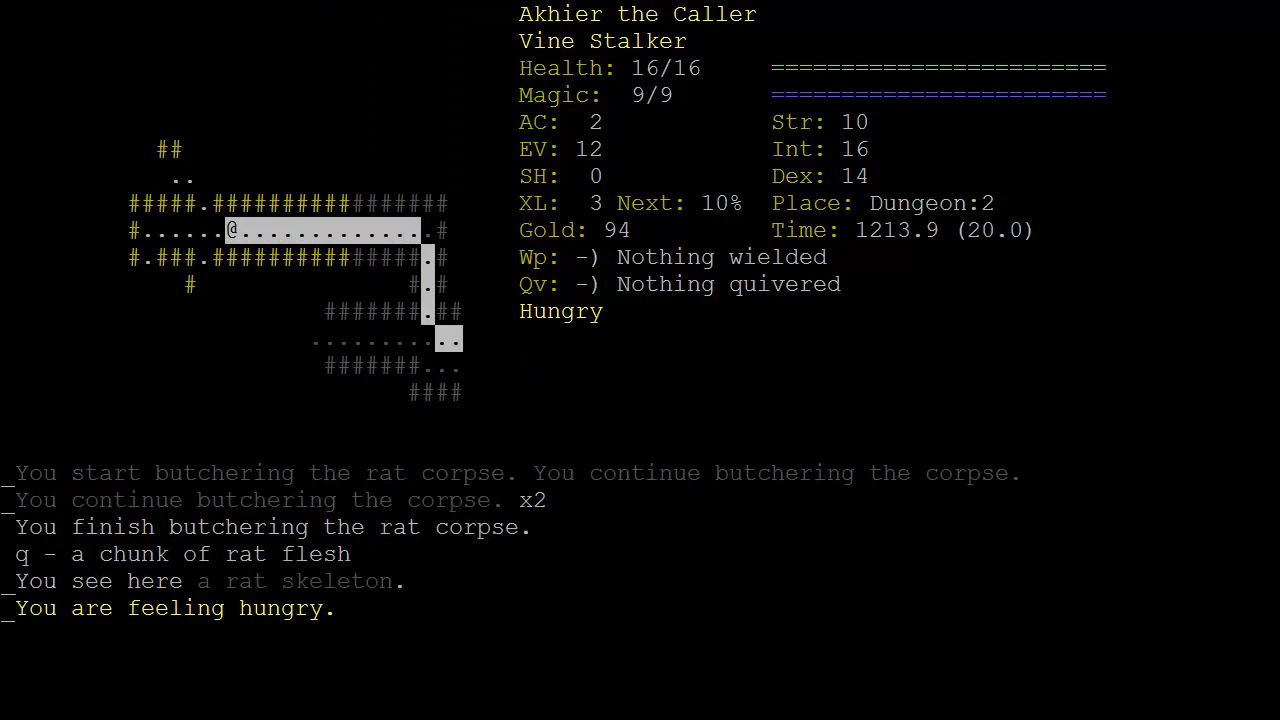 Akhier the Caller
Vine Stalker
Health: 16/16 ========================
Magic: 9/9 ========================
AC: 2 Str: 10
EV: 12 Int: 16
SH: 0 Dex: 14
XL: 3 Next: 10% Place: Dungeon:2
Gold: 94 Time: 1213.9 (20.0)
Wp: -) Nothing wielded
Qv: -) Nothing quivered
Hungry
##
..
#####.#################
#......@..............#
#.###.################.#
# #.#
#######.##
...........
#######...
####
_You start butchering the rat corpse. You continue butchering the corpse.
_You continue butchering the corpse. x2
You finish butchering the rat corpse.
q - a chunk of rat flesh
_You see here a rat skeleton.
_You are feeling hungry.